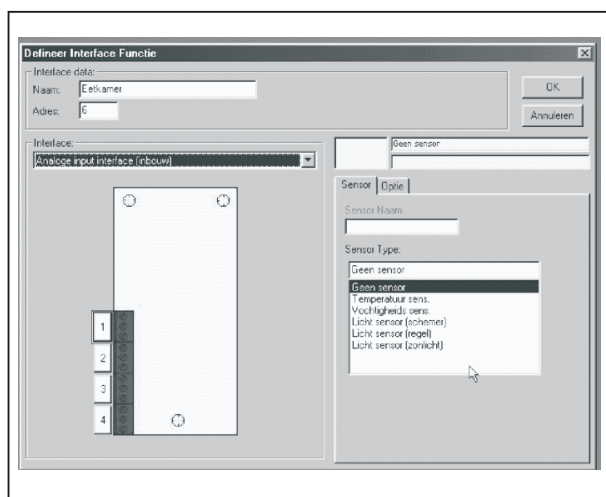 Defineer Interface Functie
Interface data:
Naam: Eetkamer
Adres: 6
OK
Annuleren
Interface:
Analoge input interface (inbouw)
1
2
3
4
Geen sensor
Sensor Optie
Sensor Naam:
Sensor Type:
Geen sensor
Geen sensor
Temperatuur sens.
Vochtigheids sens.
Licht sensor (schemer)
Licht sensor (regel)
Licht sensor (zonlicht)